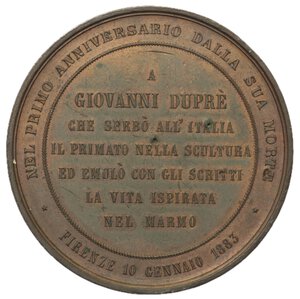 NEL PRIMO ANNIVERSARIO DALLA SUA MORTE
A
GIOVANNI DUPRÈ
CHE SERBÒ ALL'ITALIA
IL PRIMATO NELLA SCULTURA
ED EMULÒ CON GLI SCRITTI
LA VITA ISPIRATA
NEL MARMO
* FIRENZE 10 GENNAIO 1883 *